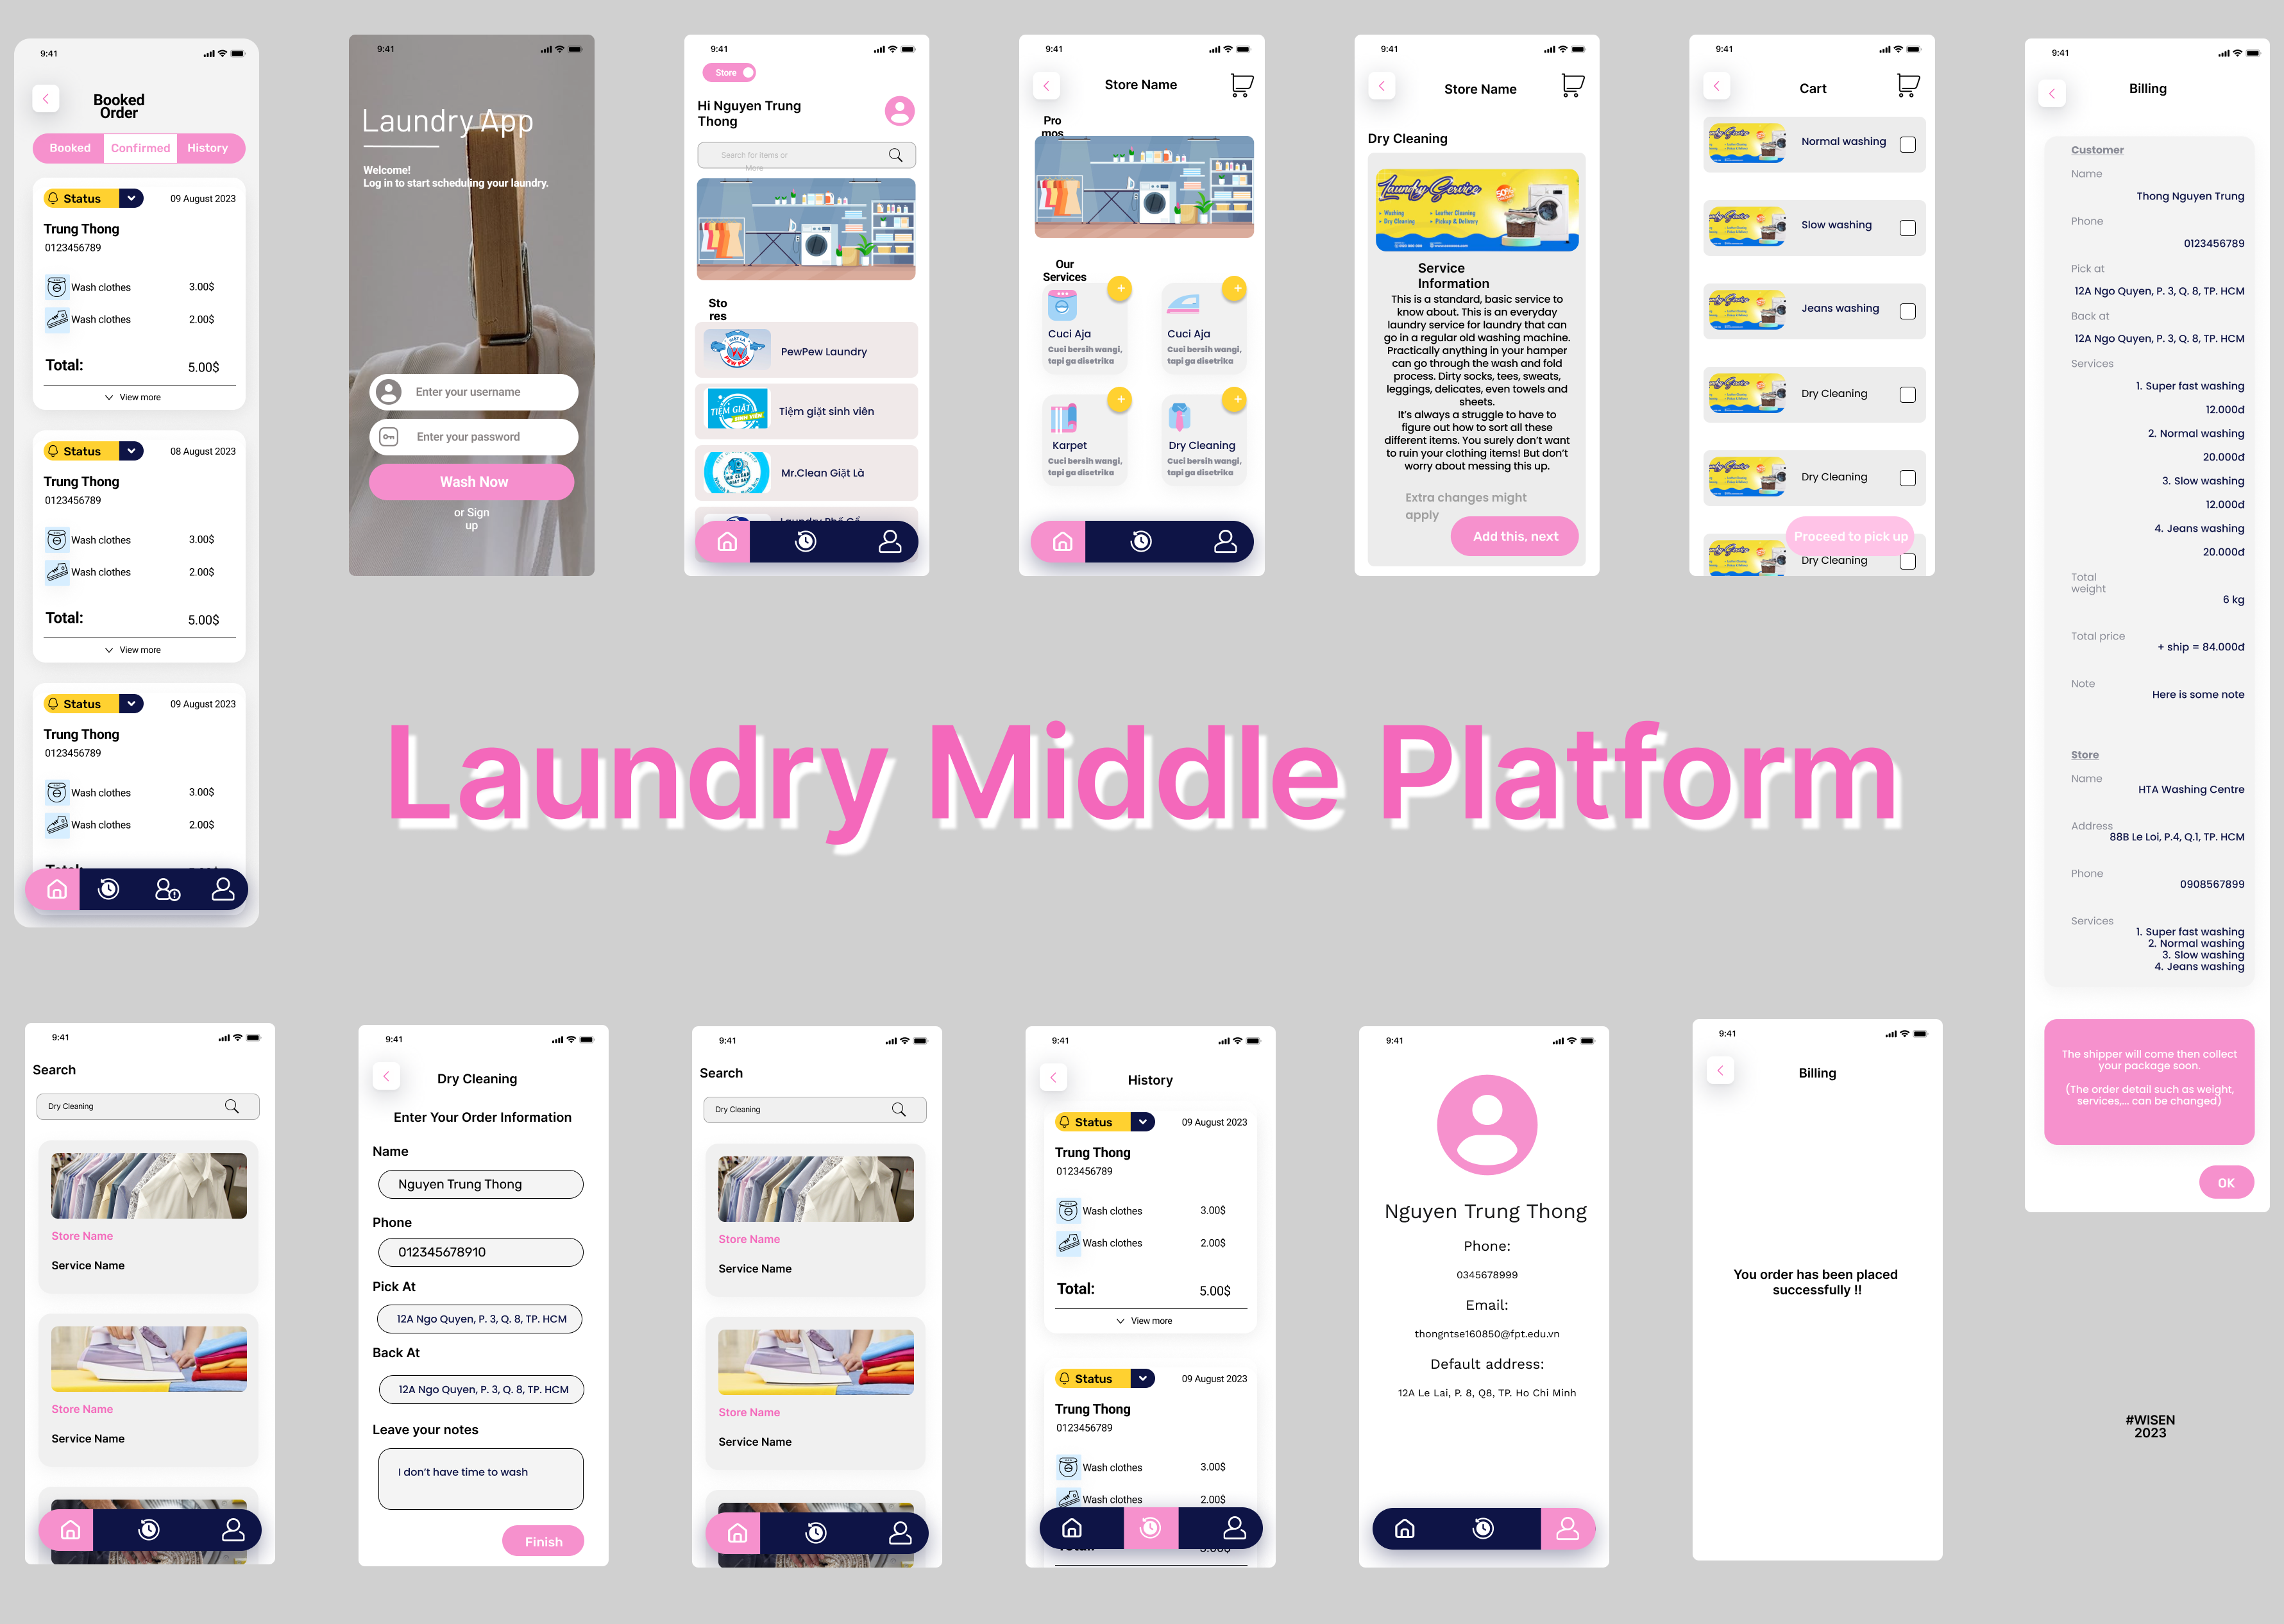 9:41
Booked
Order
Booked
Confirmed
History
Status
09 August 2023
Trung Thong
0123456789
Wash clothes
3.00$
Wash clothes
2.00$
Total:
5.00$
View more
Status
08 August 2023
Trung Thong
0123456789
Wash clothes
3.00$
Wash clothes
2.00$
Total:
5.00$
View more
Status
09 August 2023
Trung Thong
0123456789
Wash clothes
3.00$
Wash clothes
2.00$
9:41
Laundry App
Welcome!
Log in to start scheduling your laundry.
Enter your username
Enter your password
Wash Now
or Sign
up
9:41
Store
Hi Nguyen Trung
Thong
Search for items or
More
Sto
res
PewPew Laundry
Tiệm giặt sinh viên
Mr.Clean Giặt Là
9:41
Store Name
Pro
mos
Our
Services
Cuci Aja
Cuci bersih wangi,
tapi ga disetrika
Cuci Aja
Cuci bersih wangi,
tapi ga disetrika
Karpet
Cuci bersih wangi,
tapi ga disetrika
Dry Cleaning
Cuci bersih wangi,
tapi ga disetrika
9:41
Store Name
Dry Cleaning
Laundry Service
Washing
Dry Cleaning
Leather Cleaning
Pickup & Delivery
Service
Information
This is a standard, basic service to
know about. This is an everyday
laundry service for laundry that can
go in a regular old washing machine.
Practically anything in your hamper
can go through the wash and fold
process. Dirty socks, tees, sweats,
leggings, delicates, even towels and
sheets.
It's always a struggle to have to
figure out how to sort all these
different items. You surely don't want
to ruin your clothing items! But don't
worry about messing this up.
Extra changes might
apply
Add this, next
9:41
Cart
Normal washing
Slow washing
Jeans washing
Dry Cleaning
Dry Cleaning
Proceed to pick up
Dry Cleaning
9:41
Billing
Customer
Name
Thong Nguyen Trung
Phone
0123456789
Pick at
12A Ngo Quyen, P. 3, Q. 8, TP. HCM
Back at
12A Ngo Quyen, P. 3, Q. 8, TP. HCM
Services
1. Super fast washing
12.000đ
2. Normal washing
20.000đ
3. Slow washing
12.000đ
4. Jeans washing
20.000đ
Total
weight
6 kg
Total price
+ ship = 84.000đ
Note
Here is some note
Store
Name
HTA Washing Centre
Address
88B Le Loi, P.4, Q.1, TP. HCM
Phone
0908567899
Services
1. Super fast washing
2. Normal washing
3. Slow washing
4. Jeans washing
The shipper will come then collect
your package soon.
(The order detail such as weight,
services,... can be changed)
OK
Laundry Middle Platform
9:41
Search
Dry Cleaning
Store Name
Service Name
Store Name
Service Name
9:41
Dry Cleaning
Enter Your Order Information
Name
Nguyen Trung Thong
Phone
012345678910
Pick At
12A Ngo Quyen, P. 3, Q. 8, TP. HCM
Back At
12A Ngo Quyen, P. 3, Q. 8, TP. HCM
Leave your notes
I don't have time to wash
Finish
9:41
Search
Dry Cleaning
Store Name
Service Name
Store Name
Service Name
9:41
History
Status
09 August 2023
Trung Thong
0123456789
Wash clothes
3.00$
Wash clothes
2.00$
Total:
5.00$
View more
Status
09 August 2023
Trung Thong
0123456789
Wash clothes
3.00$
Wash clothes
2.00$
9:41
Nguyen Trung Thong
Phone:
0345678999
Email:
thongntse160850@fpt.edu.vn
Default address:
12A Le Lai, P. 8, Q8, TP. Ho Chi Minh
9:41
Billing
You order has been placed
successfully !!
#WISEN
2023